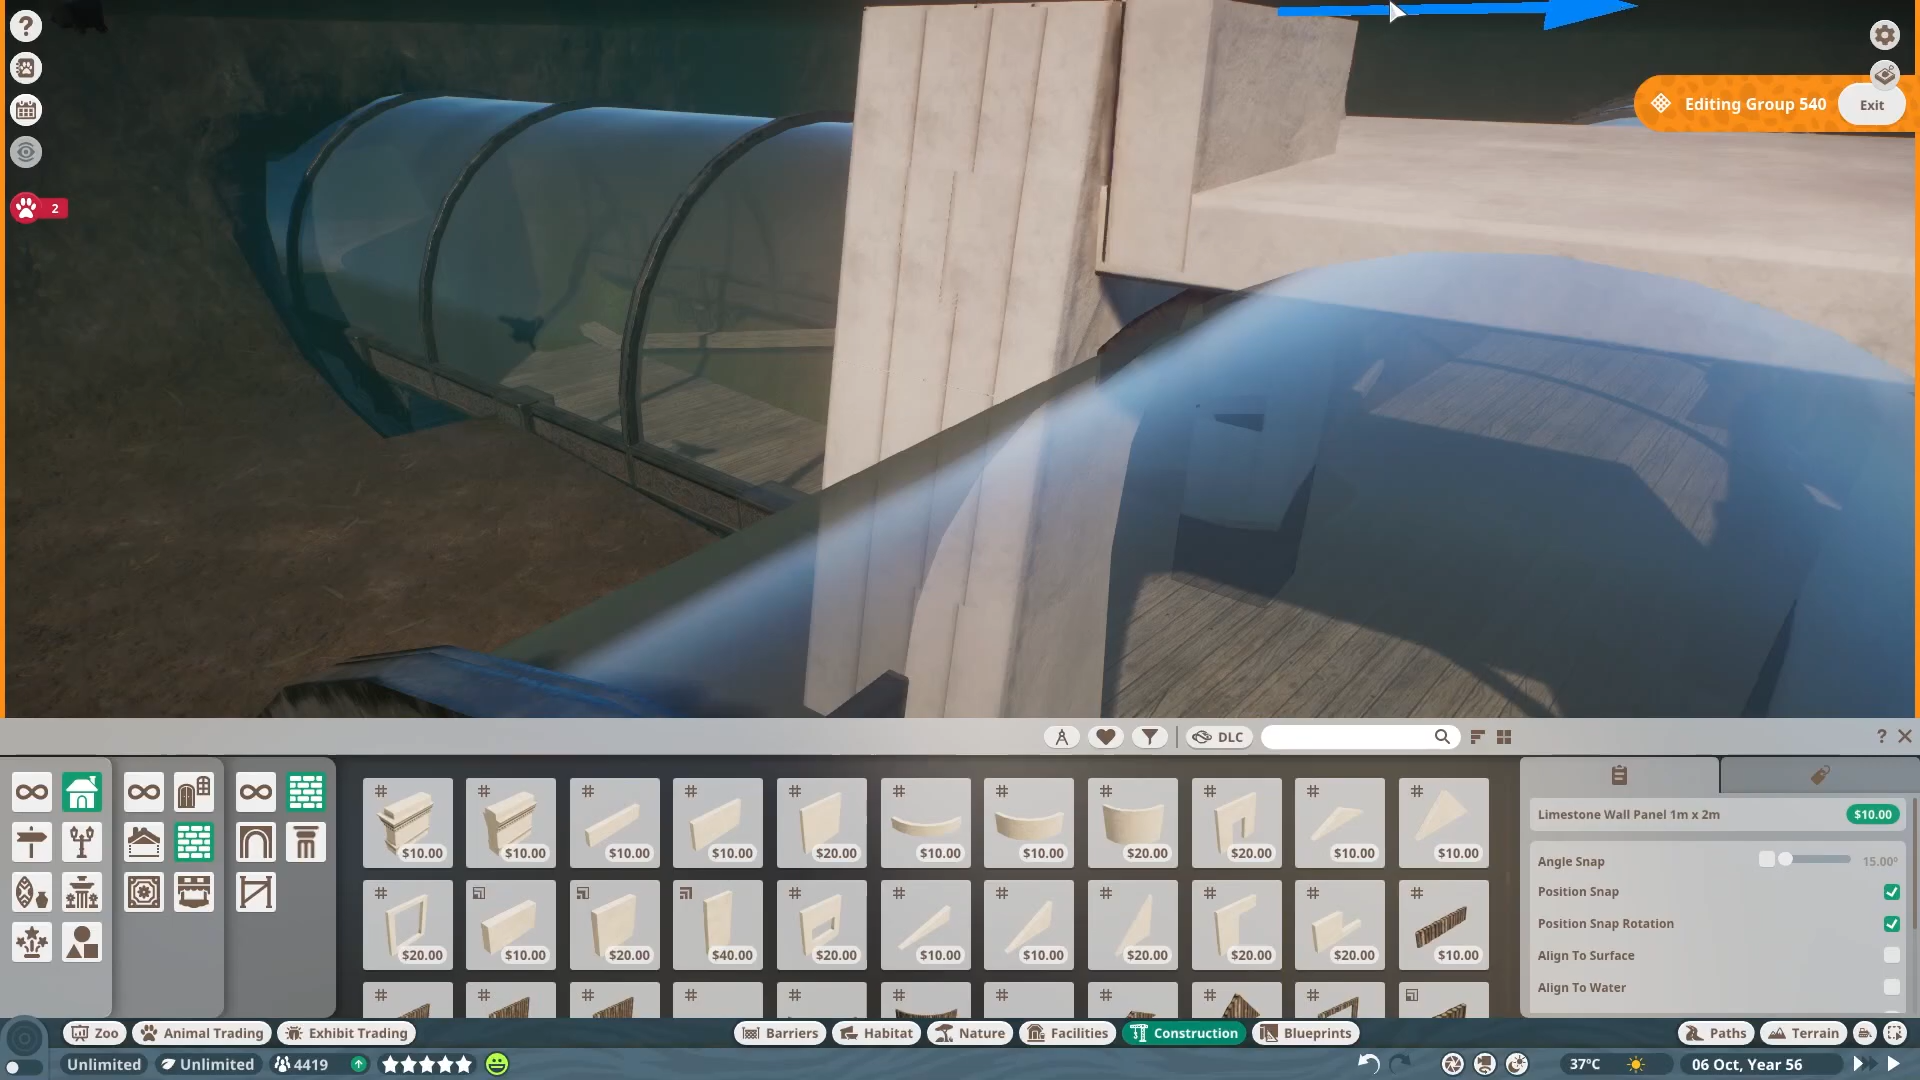 Editing Group 540
Exit
2
DLC
?
$10.00 $10.00 $10.00 $10.00 $20.00 $10.00 $10.00 $20.00 $20.00 $10.00 $10.00
$20.00 $10.00 $20.00 $40.00 $20.00 $10.00 $10.00 $20.00 $20.00 $20.00 $10.00
Limestone Wall Panel 1m x 2m $10.00
Angle Snap 15.00°
Position Snap
Position Snap Rotation
Align To Surface
Align To Water
Zoo Animal Trading Exhibit Trading Barriers Habitat Nature Facilities Construction Blueprints Paths Terrain
Unlimited Unlimited 4419 37°C 06 Oct, Year 56